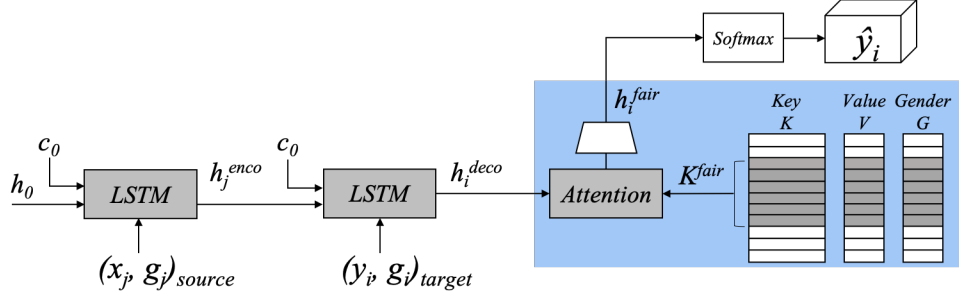 Softmax
ŷi
hi^fair
Key
K
Value
V
Gender
G
c0
c0
h0
hj^enco
hi^deco
LSTM
LSTM
Attention
K^fair
(xj, gj)source
(yi, gi)target